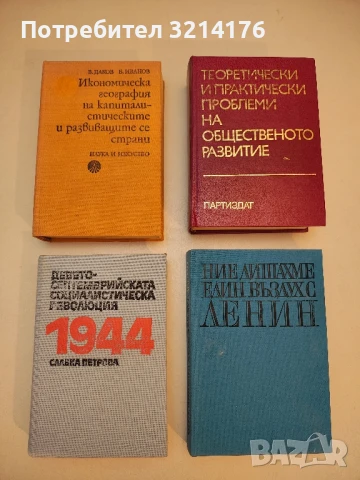 Потребител 3214176
В. ДАКОВ В. ИВАНОВ
Икономическа
география
на капитали-
стическите
и развиващите се
страни
НАУКА И ИЗКУСТВО
ТЕОРЕТИЧЕСКИ
И ПРАКТИЧЕСКИ
ПРОБЛЕМИ
НА
ОБЩЕСТВЕНОТО
РАЗВИТИЕ
ПАРТИЗДАТ
ДЕВЕТО-
СЕПТЕМВРИЙСКАТА
СОЦИАЛИСТИЧЕСКА
РЕВОЛЮЦИЯ
1944
СЛАВКА ПЕТРОВА
НИЕ ДИШАХМЕ
ЕДИН ВЪЗДУХ С
ЛЕНИН
bazar